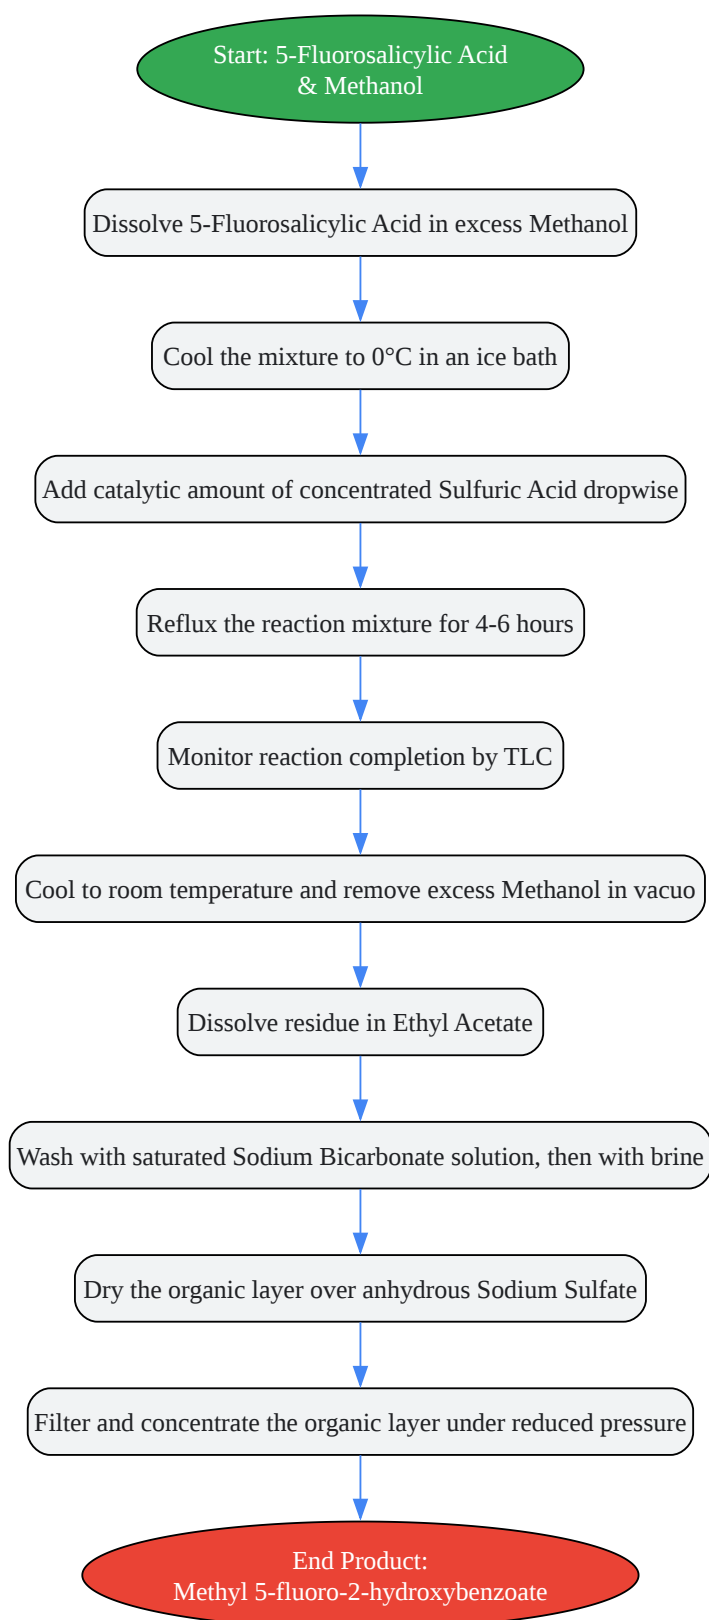 Start: 5-Fluorosalicylic Acid
& Methanol
Dissolve 5-Fluorosalicylic Acid in excess Methanol
Cool the mixture to 0°C in an ice bath
Add catalytic amount of concentrated Sulfuric Acid dropwise
Reflux the reaction mixture for 4-6 hours
Monitor reaction completion by TLC
Cool to room temperature and remove excess Methanol in vacuo
Dissolve residue in Ethyl Acetate
Wash with saturated Sodium Bicarbonate solution, then with brine
Dry the organic layer over anhydrous Sodium Sulfate
Filter and concentrate the organic layer under reduced pressure
End Product:
Methyl 5-fluoro-2-hydroxybenzoate